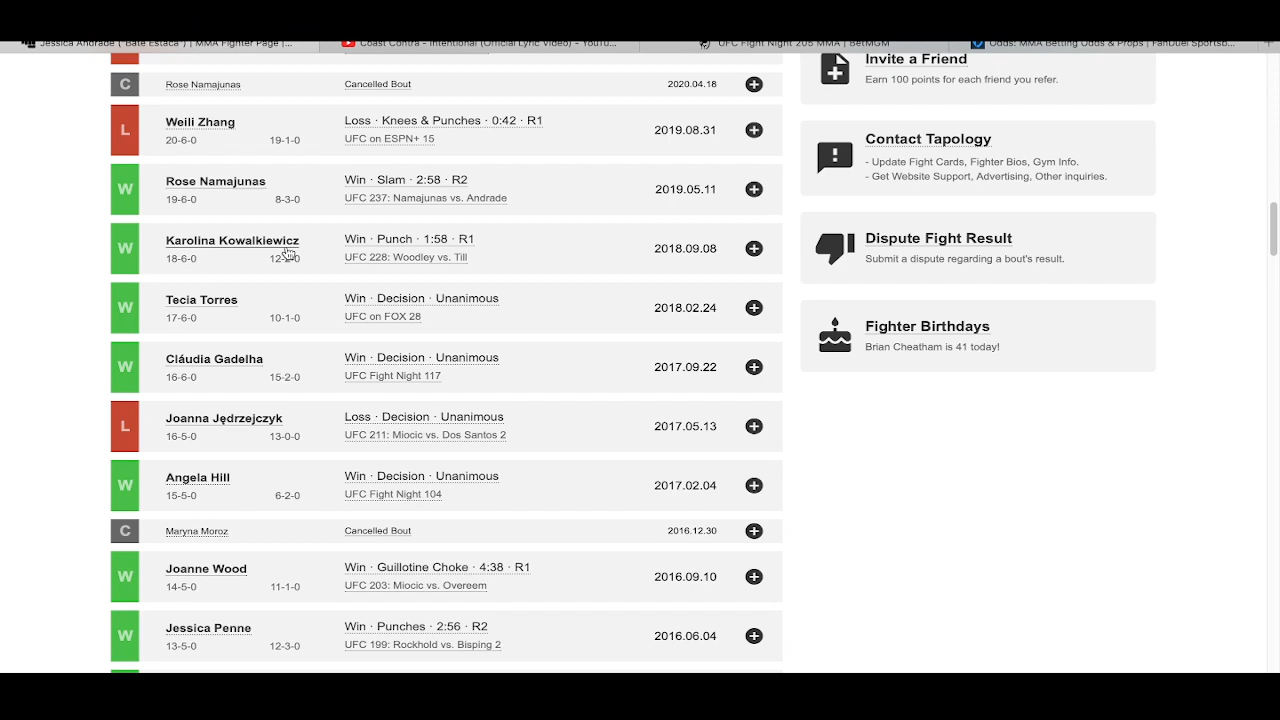 Jessica Andrade ("Bate Estaca") | MMA Fighter Page |...
Coast Contra - Intentional (Official Lyric Video) - YouTu...
UFC Fight Night 205 MMA | BetMGM
Odds: MMA Betting Odds & Props | FanDuel Sportsb...
C Rose Namajunas Cancelled Bout 2020.04.18
L Weili Zhang Loss · Knees & Punches · 0:42 · R1 2019.08.31
20-6-0 19-1-0 UFC on ESPN+ 15
W Rose Namajunas Win · Slam · 2:58 · R2 2019.05.11
19-6-0 8-3-0 UFC 237: Namajunas vs. Andrade
W Karolina Kowalkiewicz Win · Punch · 1:58 · R1 2018.09.08
18-6-0 UFC 228: Woodley vs. Till
W Tecia Torres Win · Decision · Unanimous 2018.02.24
17-6-0 10-1-0 UFC on FOX 28
W Cláudia Gadelha Win · Decision · Unanimous 2017.09.22
16-6-0 15-2-0 UFC Fight Night 117
L Joanna Jędrzejczyk Loss · Decision · Unanimous 2017.05.13
16-5-0 13-0-0 UFC 211: Miocic vs. Dos Santos 2
W Angela Hill Win · Decision · Unanimous 2017.02.04
15-5-0 6-2-0 UFC Fight Night 104
C Maryna Moroz Cancelled Bout 2016.12.30
W Joanne Wood Win · Guillotine Choke · 4:38 · R1 2016.09.10
14-5-0 11-1-0 UFC 203: Miocic vs. Overeem
W Jessica Penne Win · Punches · 2:56 · R2 2016.06.04
13-5-0 12-3-0 UFC 199: Rockhold vs. Bisping 2
Invite a Friend
Earn 100 points for each friend you refer.
Contact Tapology
- Update Fight Cards, Fighter Bios, Gym Info.
- Get Website Support, Advertising, Other inquiries.
Dispute Fight Result
Submit a dispute regarding a bout's result.
Fighter Birthdays
Brian Cheatham is 41 today!